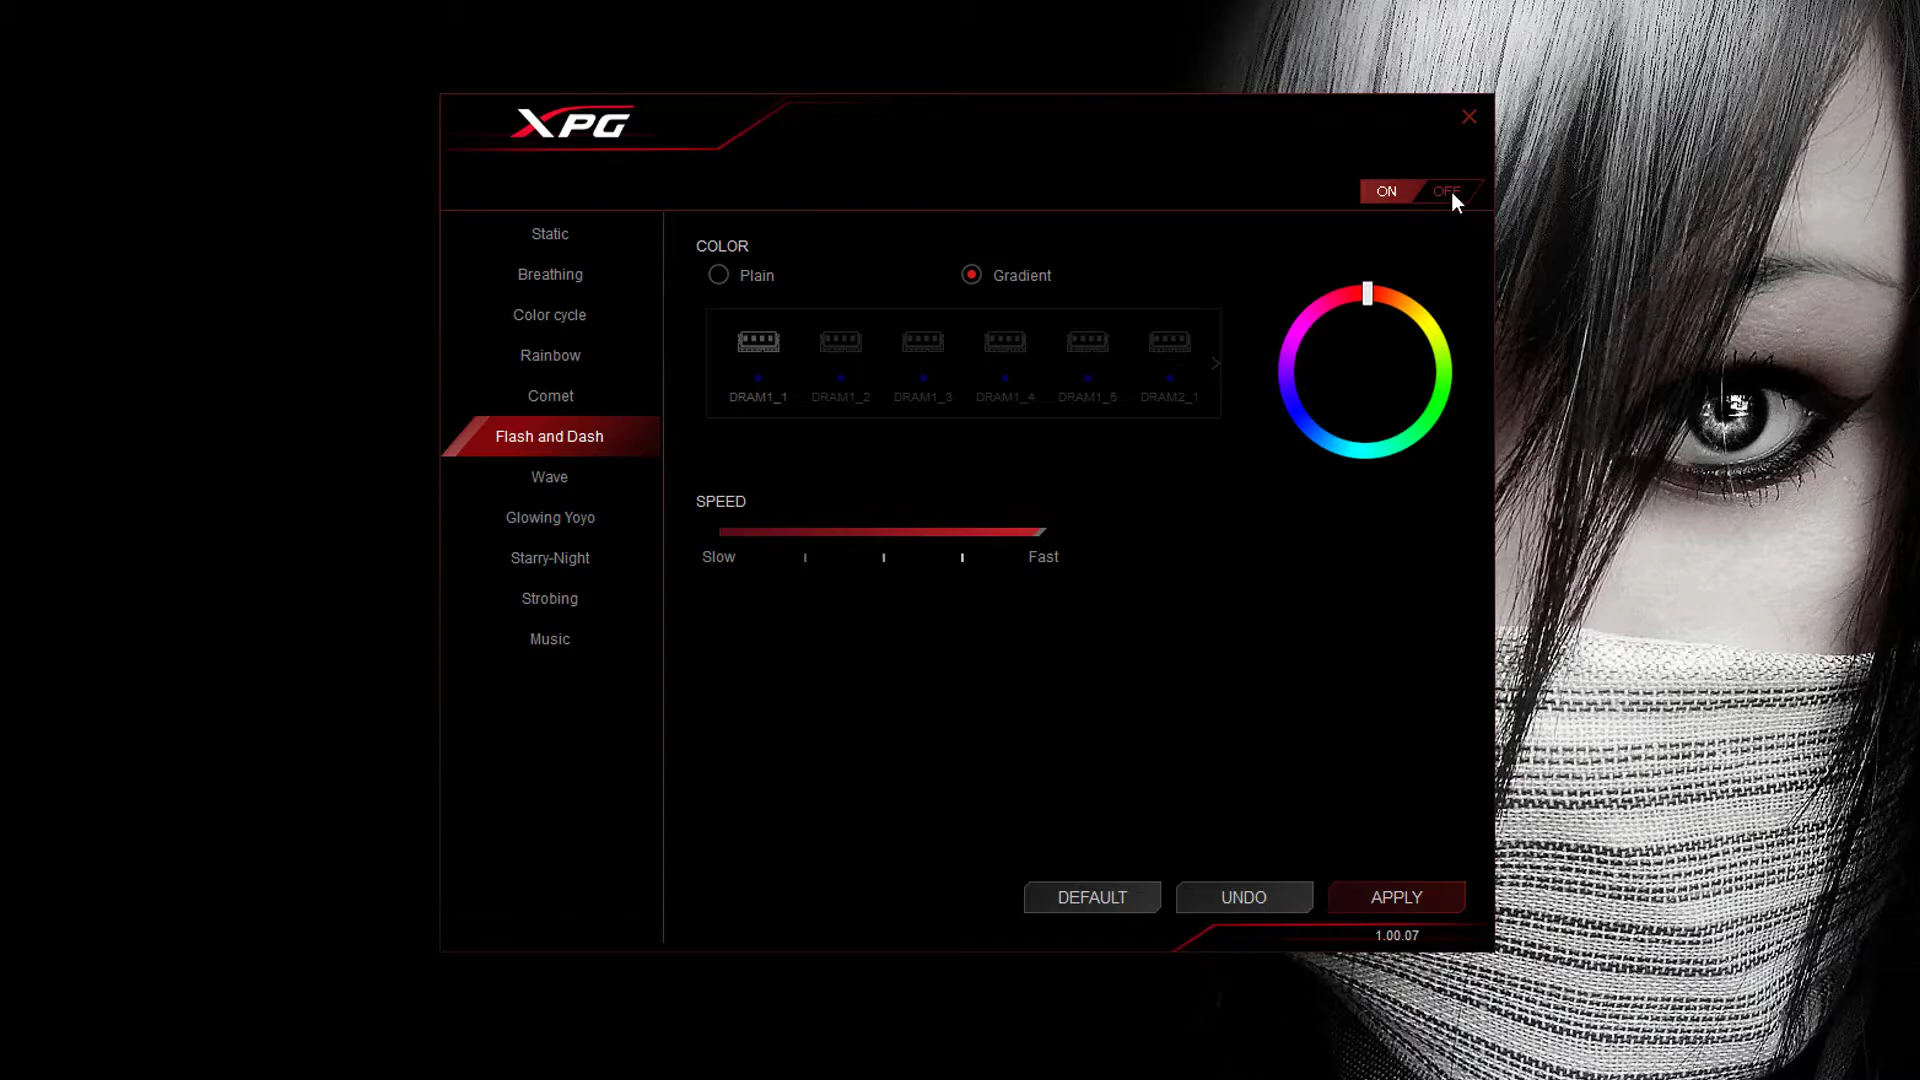 XPG
ON OFF
Static
Breathing
Color cycle
Rainbow
Comet
Flash and Dash
Wave
Glowing Yoyo
Starry-Night
Strobing
Music
COLOR
Plain Gradient
DRAM1_1 DRAM1_2 DRAM1_3 DRAM1_4 DRAM1_5 DRAM2_1
SPEED
Slow Fast
DEFAULT UNDO APPLY
1.00.07